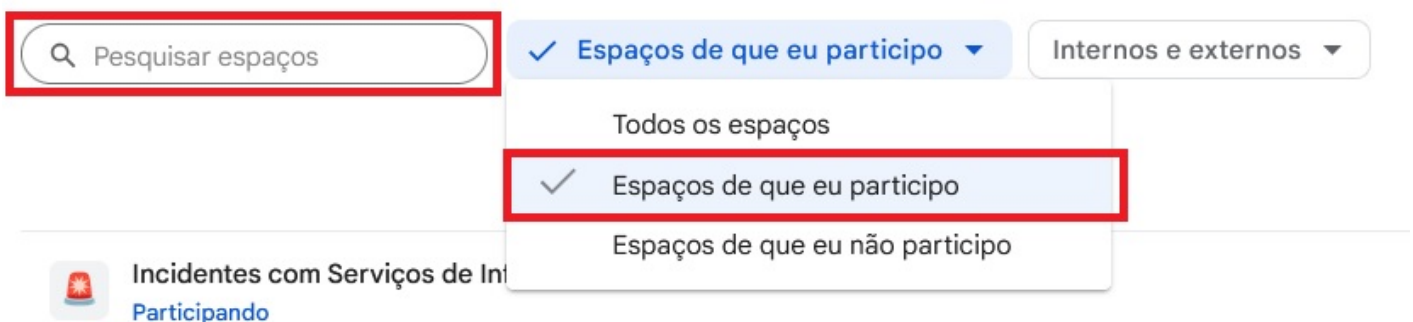 Pesquisar espaços
Espaços de que eu participo
Internos e externos
Todos os espaços
Espaços de que eu participo
Espaços de que eu não participo
Incidentes com Serviços de
Participando